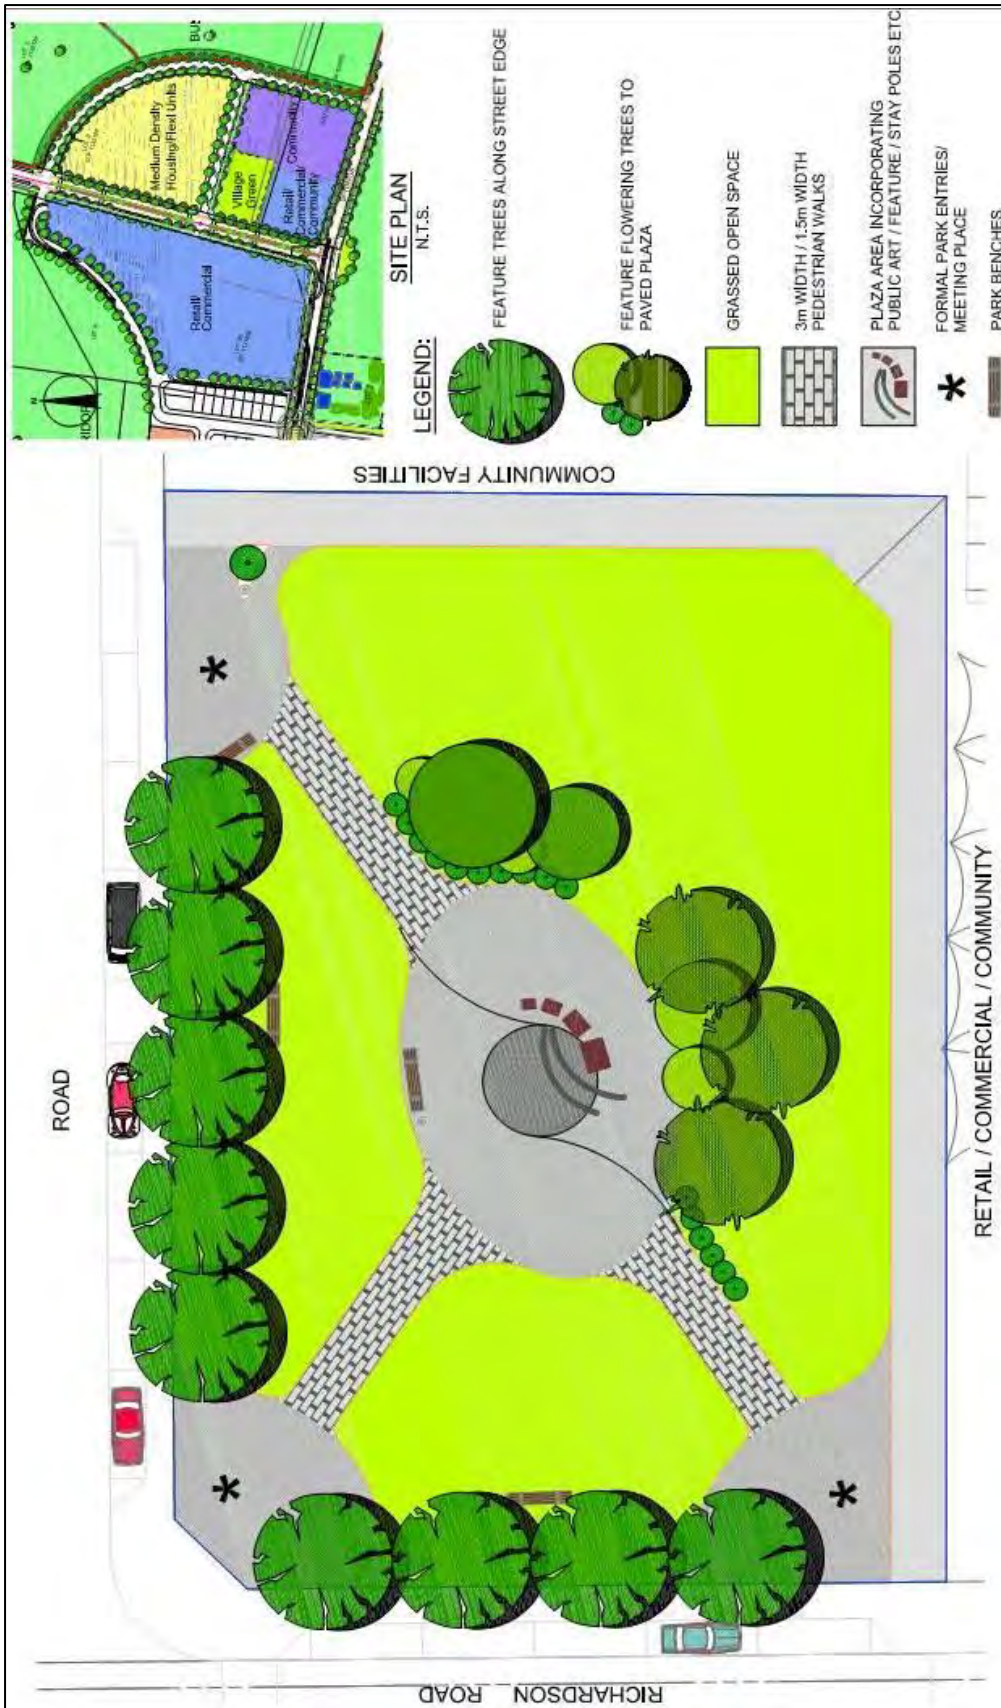 BUS
Medium Density
Housing/Flexi Units
Village
Green
Community
Retail/
Commercial/
Community
Retail/
Commercial
N
SITE PLAN
N.T.S.
LEGEND:
FEATURE TREES ALONG STREET EDGE
FEATURE FLOWERING TREES TO
PAVED PLAZA
GRASSED OPEN SPACE
3m WIDTH / 1.5m WIDTH
PEDESTRIAN WALKS
PLAZA AREA INCORPORATING
PUBLIC ART / FEATURE / STAY POLES ETC.
FORMAL PARK ENTRIES/
MEETING PLACE
PARK BENCHES
COMMUNITY FACILITIES
ROAD
RETAIL / COMMERCIAL / COMMUNITY
RICHARDSON ROAD